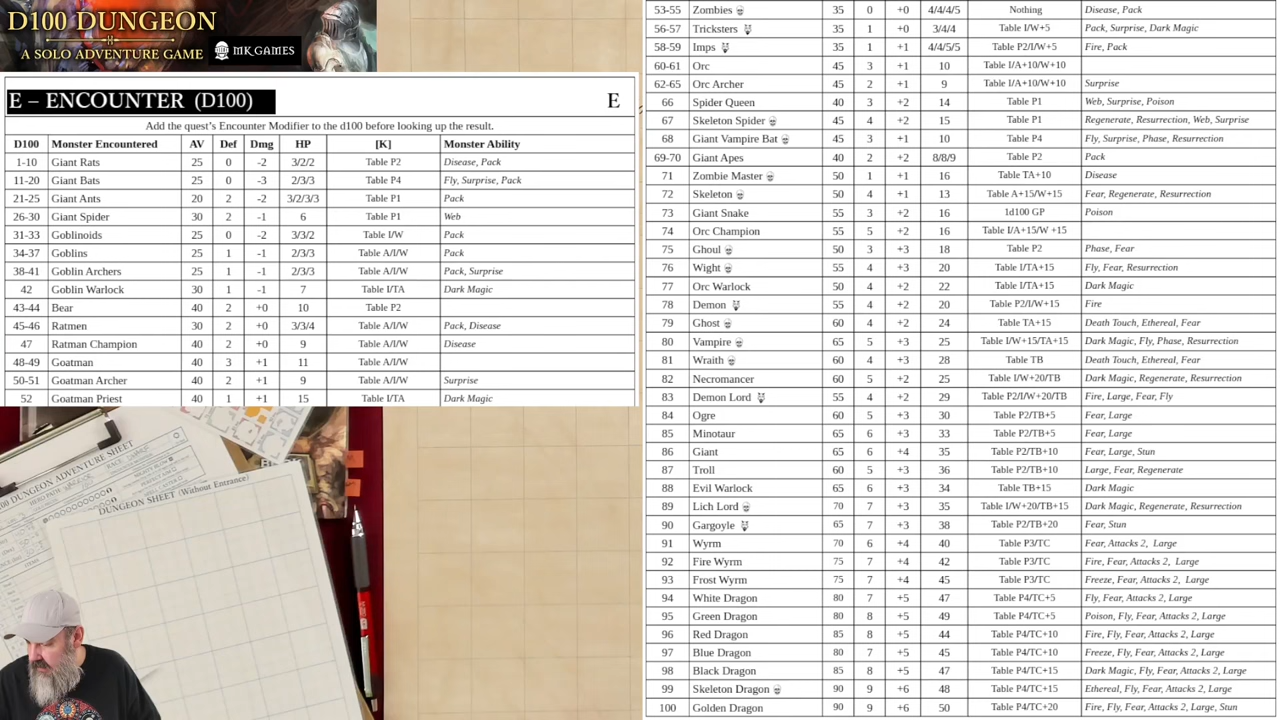 D100 DUNGEON
A SOLO ADVENTURE GAME
MK.GAMES
E – ENCOUNTER (D100) E
Add the quest's Encounter Modifier to the d100 before looking up the result.
D100 Monster Encountered AV Def Dmg HP [K] Monster Ability
1-10 Giant Rats 25 0 -2 3/2/2 Table P2 Disease, Pack
11-20 Giant Bats 25 0 -3 2/3/3 Table P4 Fly, Surprise, Pack
21-25 Giant Ants 20 2 -2 3/2/3/3 Table P1 Pack
26-30 Giant Spider 30 2 -1 6 Table P1 Web
31-33 Goblinoids 25 0 -2 3/3/2 Table I/W Pack
34-37 Goblins 25 1 -1 2/3/3 Table A/I/W Pack
38-41 Goblin Archers 25 1 -1 2/3/3 Table A/I/W Pack, Surprise
42 Goblin Warlock 30 1 -1 7 Table I/TA Dark Magic
43-44 Bear 40 2 +0 10 Table P2
45-46 Ratmen 30 2 +0 3/3/4 Table A/I/W Pack, Disease
47 Ratman Champion 40 2 +0 9 Table A/I/W Disease
48-49 Goatman 40 3 +1 11 Table A/I/W
50-51 Goatman Archer 40 2 +1 9 Table A/I/W Surprise
52 Goatman Priest 40 1 +1 15 Table I/TA Dark Magic
53-55 Zombies 35 0 +0 4/4/4/5 Nothing Disease, Pack
56-57 Tricksters 35 1 +0 3/4/4 Table I/W+5 Pack, Surprise, Dark Magic
58-59 Imps 35 1 +1 4/4/5/5 Table P2/I/W+5 Fire, Pack
60-61 Orc 45 3 +1 10 Table I/A+10/W+10
62-65 Orc Archer 45 2 +1 9 Table I/A+10/W+10 Surprise
66 Spider Queen 40 3 +2 14 Table P1 Web, Surprise, Poison
67 Skeleton Spider 45 4 +2 15 Table P1 Regenerate, Resurrection, Web, Surprise
68 Giant Vampire Bat 45 3 +1 10 Table P4 Fly, Surprise, Phase, Resurrection
69-70 Giant Apes 40 2 +2 8/8/9 Table P2 Pack
71 Zombie Master 50 1 +1 16 Table TA+10 Disease
72 Skeleton 50 4 +1 13 Table A+15/W+15 Fear, Regenerate, Resurrection
73 Giant Snake 55 3 +2 16 1d100 GP Poison
74 Orc Champion 55 5 +2 16 Table I/A+15/W +15
75 Ghoul 50 3 +3 18 Table P2 Phase, Fear
76 Wight 55 4 +3 20 Table I/TA+15 Fly, Fear, Resurrection
77 Orc Warlock 50 4 +2 22 Table I/TA+15 Dark Magic
78 Demon 55 4 +2 20 Table P2/I/W+15 Fire
79 Ghost 60 4 +2 24 Table TA+15 Death Touch, Ethereal, Fear
80 Vampire 65 5 +3 25 Table I/W+15/TA+15 Dark Magic, Fly, Phase, Resurrection
81 Wraith 60 4 +3 28 Table TB Death Touch, Ethereal, Fear
82 Necromancer 60 5 +2 25 Table I/W+20/TB Dark Magic, Regenerate, Resurrection
83 Demon Lord 55 4 +2 29 Table P2/I/W+20/TB Fire, Large, Fear, Fly
84 Ogre 60 5 +3 30 Table P2/TB+5 Fear, Large
85 Minotaur 65 6 +3 33 Table P2/TB+5 Fear, Large
86 Giant 65 6 +4 35 Table P2/TB+10 Fear, Large, Stun
87 Troll 60 5 +3 36 Table P2/TB+10 Large, Fear, Regenerate
88 Evil Warlock 65 6 +3 34 Table TB+15 Dark Magic
89 Lich Lord 70 7 +3 35 Table I/W+20/TB+15 Dark Magic, Regenerate, Resurrection
90 Gargoyle 65 7 +3 38 Table P2/TB+20 Fear, Stun
91 Wyrm 70 6 +4 40 Table P3/TC Fear, Attacks 2, Large
92 Fire Wyrm 75 7 +4 42 Table P3/TC Fire, Fear, Attacks 2, Large
93 Frost Wyrm 75 7 +4 45 Table P3/TC Freeze, Fear, Attacks 2, Large
94 White Dragon 80 7 +5 47 Table P4/TC+5 Fly, Fear, Attacks 2, Large
95 Green Dragon 80 8 +5 49 Table P4/TC+5 Poison, Fly, Fear, Attacks 2, Large
96 Red Dragon 85 8 +5 44 Table P4/TC+10 Fire, Fly, Fear, Attacks 2, Large
97 Blue Dragon 80 7 +5 45 Table P4/TC+10 Freeze, Fly, Fear, Attacks 2, Large
98 Black Dragon 85 8 +5 47 Table P4/TC+15 Dark Magic, Fly, Fear, Attacks 2, Large
99 Skeleton Dragon 90 9 +6 48 Table P4/TC+15 Ethereal, Fly, Fear, Attacks 2, Large
100 Golden Dragon 90 9 +6 50 Table P4/TC+20 Fire, Fly, Fear, Attacks 2, Large, Stun
DUNGEON ADVENTURE SHEET
DUNGEON SHEET (Without Entrance)